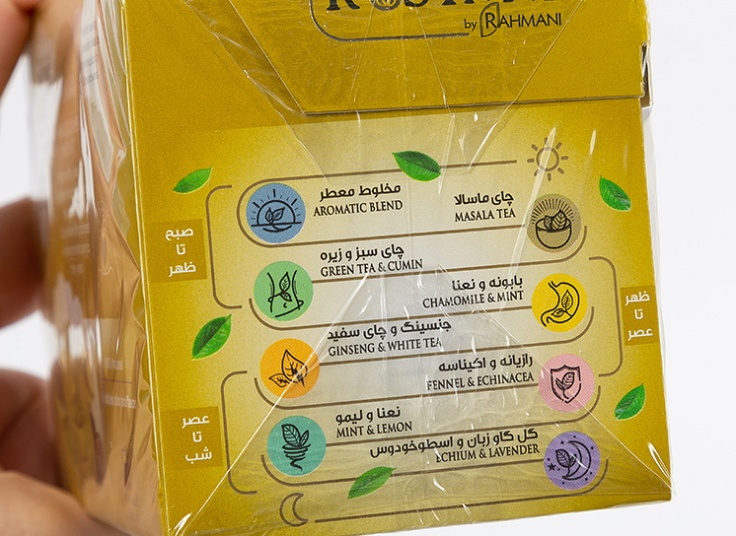 by RAHMANI
مخلوط معطر
AROMATIC BLEND
چای ماسالا
MASALA TEA
صبح
تا
ظهر
چای سبز و زیره
GREEN TEA & CUMIN
بابونه و نعنا
CHAMOMILE & MINT
ظهر
تا
عصر
جنسینگ و چای سفید
GINSENG & WHITE TEA
رازیانه و اکیناسه
FENNEL & ECHINACEA
عصر
تا
شب
نعنا و لیمو
MINT & LEMON
گل گاو زبان و اسطوخودوس
ECHIUM & LAVENDER